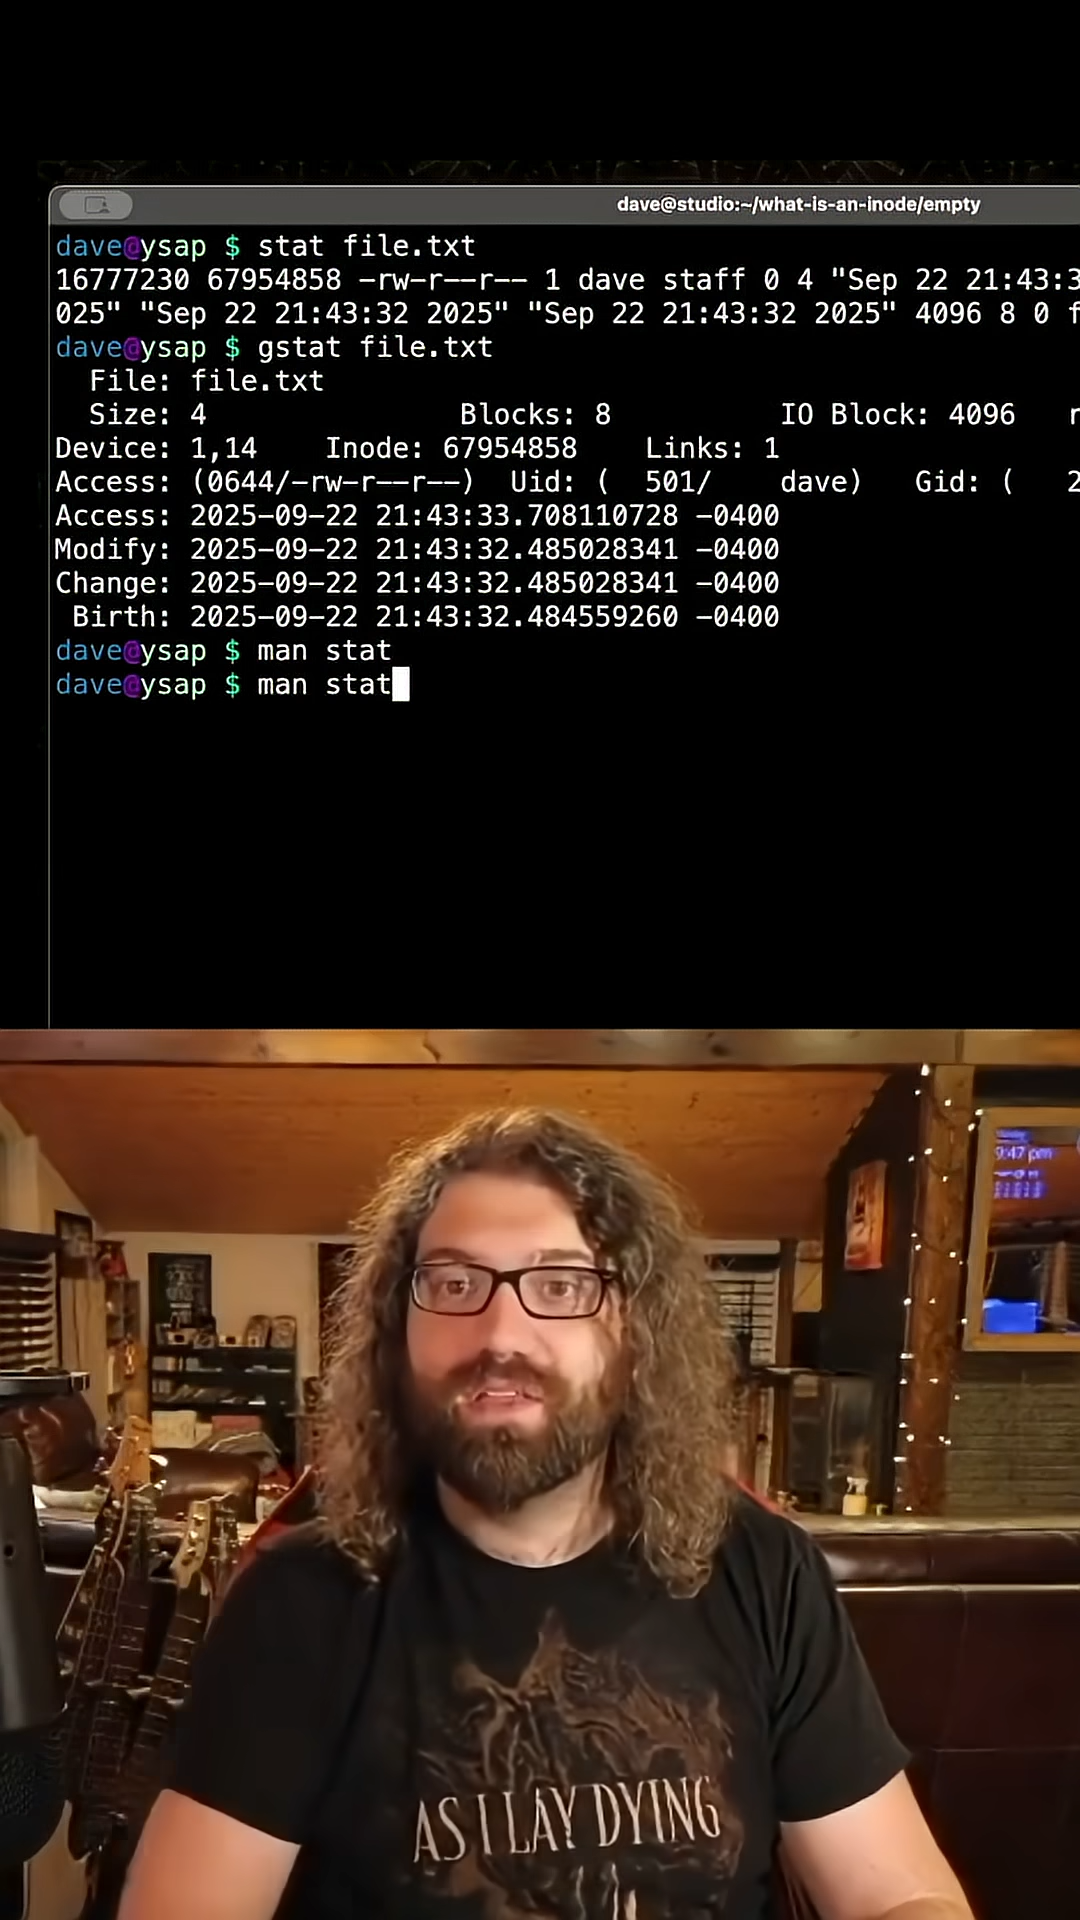 dave@studio:~/what-is-an-inode/empty
dave@ysap $ stat file.txt
16777230 67954858 -rw-r--r-- 1 dave staff 0 4 "Sep 22 21:43:3
025" "Sep 22 21:43:32 2025" "Sep 22 21:43:32 2025" 4096 8 0 f
dave@ysap $ gstat file.txt
File: file.txt
Size: 4 Blocks: 8 IO Block: 4096 r
Device: 1,14 Inode: 67954858 Links: 1
Access: (0644/-rw-r--r--) Uid: ( 501/ dave) Gid: ( 2
Access: 2025-09-22 21:43:33.708110728 -0400
Modify: 2025-09-22 21:43:32.485028341 -0400
Change: 2025-09-22 21:43:32.485028341 -0400
Birth: 2025-09-22 21:43:32.484559260 -0400
dave@ysap $ man stat
dave@ysap $ man stat
9:47 pm
AS I LAY DYING